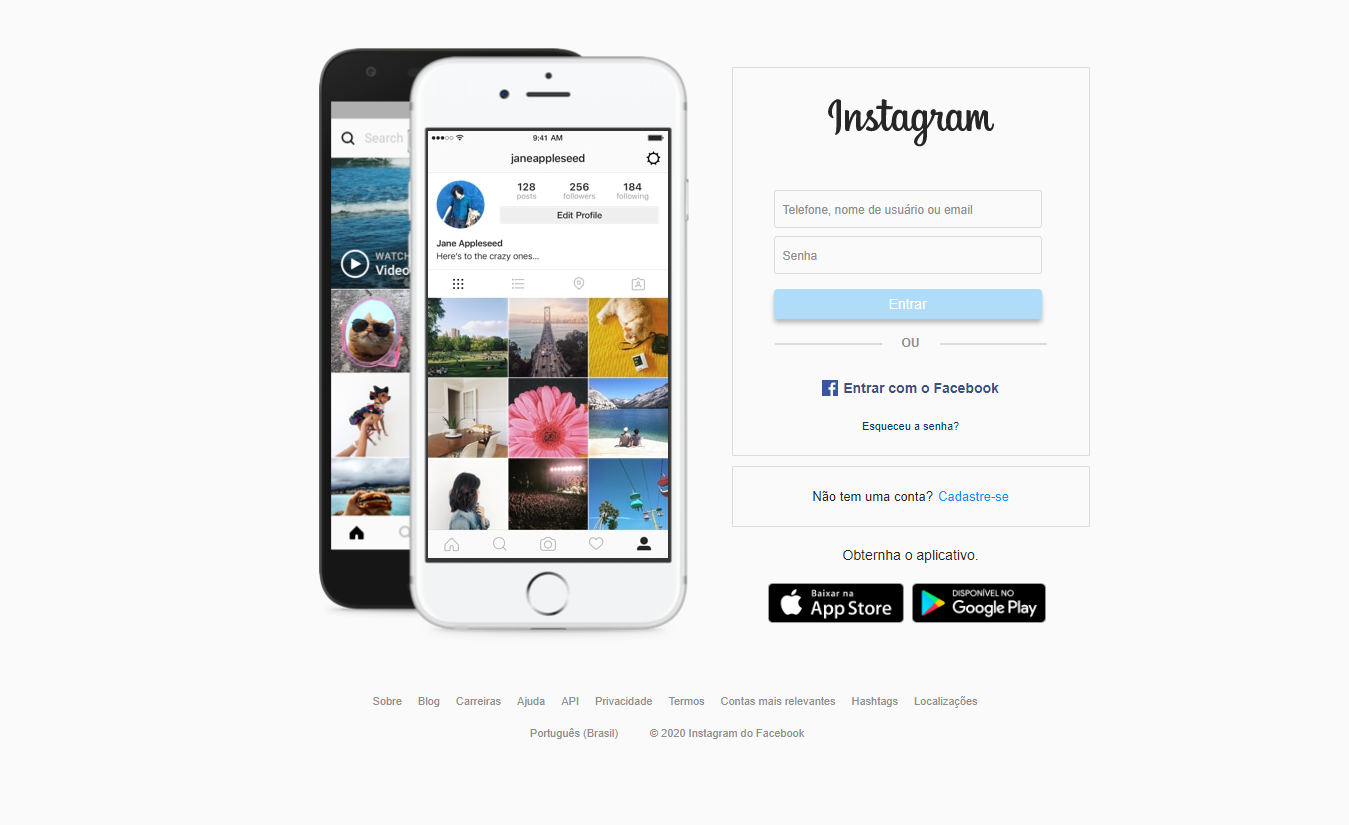 Search
WATCH
Video
9:41 AM
janeappleseed
128 256 184
posts followers following
Edit Profile
Jane Appleseed
Here's to the crazy ones...
Instagram
Telefone, nome de usuário ou email
Senha
Entrar
OU
Entrar com o Facebook
Esqueceu a senha?
Não tem uma conta? Cadastre-se
Obternha o aplicativo.
Baixar na
App Store
DISPONÍVEL NO
Google Play
Sobre Blog Carreiras Ajuda API Privacidade Termos Contas mais relevantes Hashtags Localizações
Português (Brasil) © 2020 Instagram do Facebook